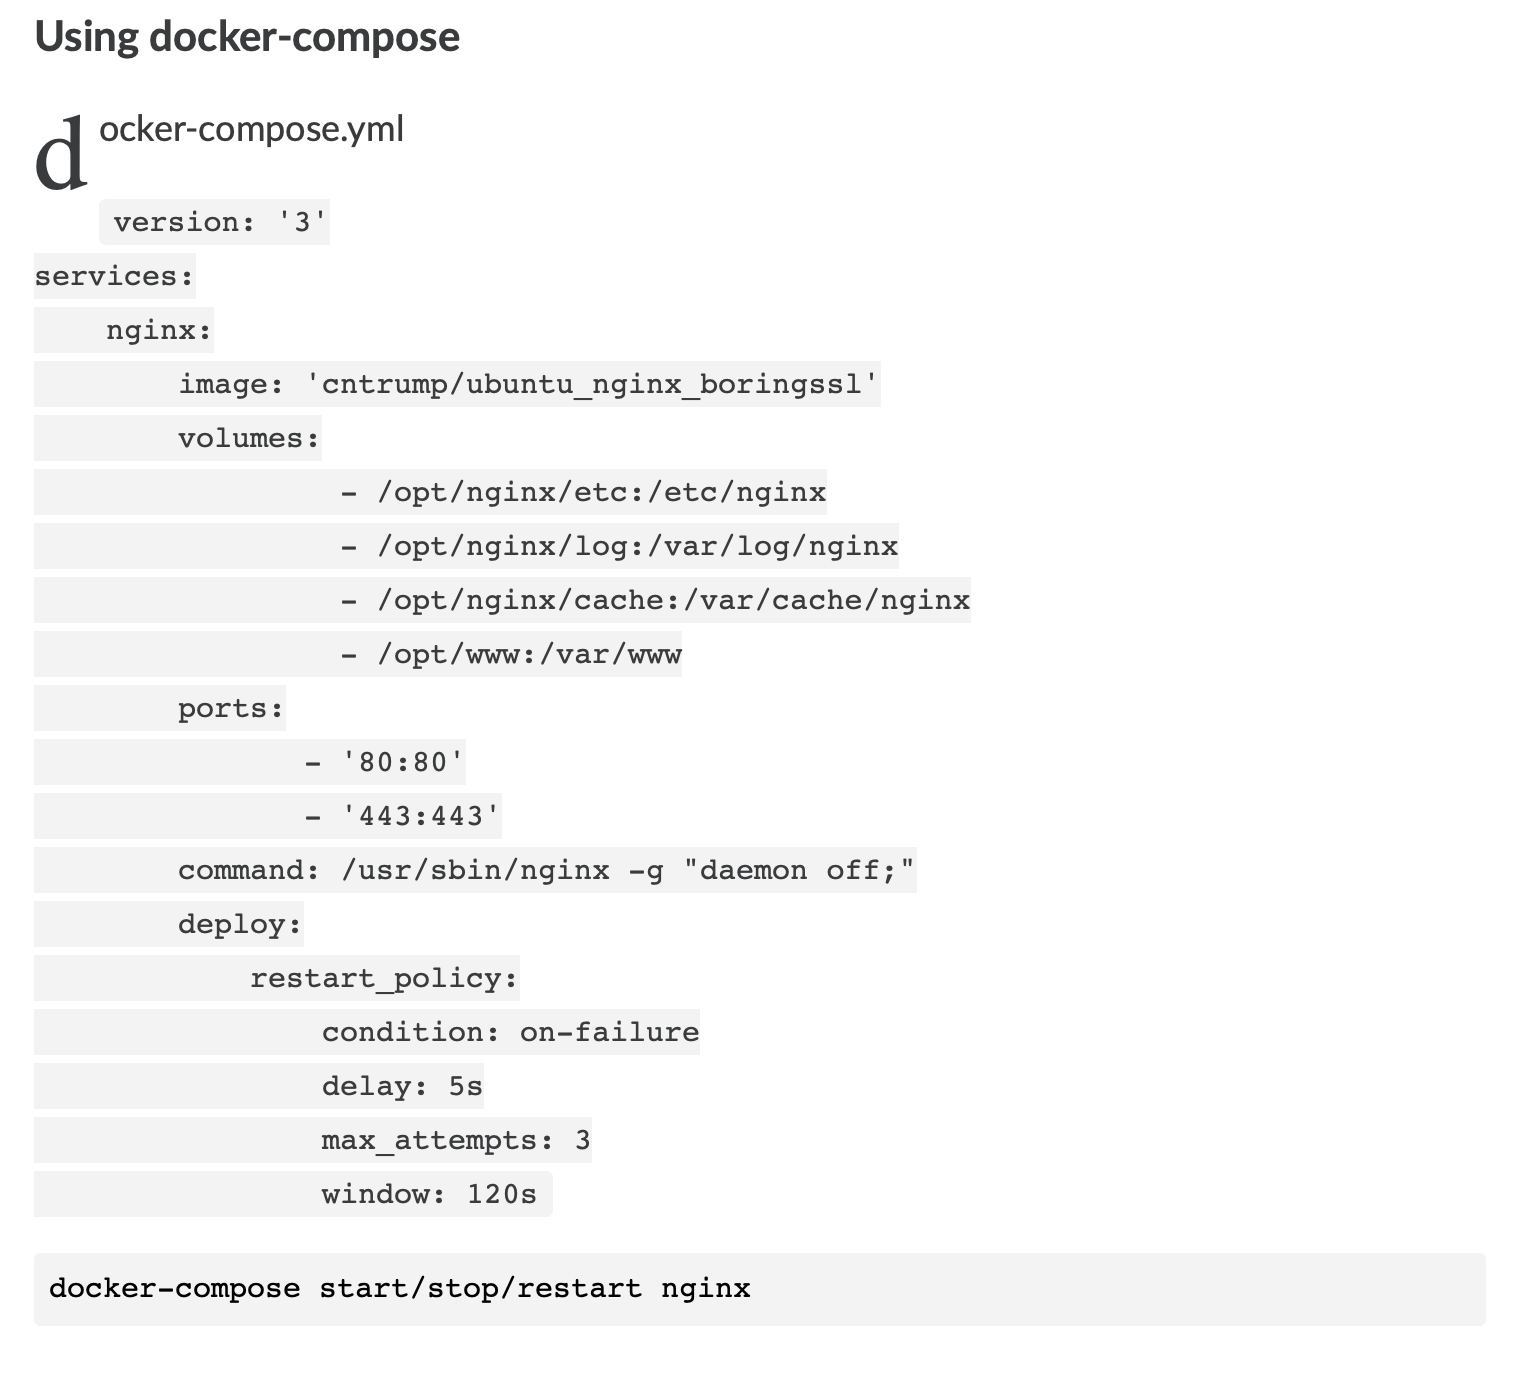 Using docker-compose
docker-compose.yml
version: '3'
services:
    nginx:
        image: 'cntrump/ubuntu_nginx_boringssl'
        volumes:
                 - /opt/nginx/etc:/etc/nginx
                 - /opt/nginx/log:/var/log/nginx
                 - /opt/nginx/cache:/var/cache/nginx
                 - /opt/www:/var/www
        ports:
               - '80:80'
               - '443:443'
        command: /usr/sbin/nginx -g "daemon off;"
        deploy:
            restart_policy:
                condition: on-failure
                delay: 5s
                max_attempts: 3
                window: 120s
docker-compose start/stop/restart nginx